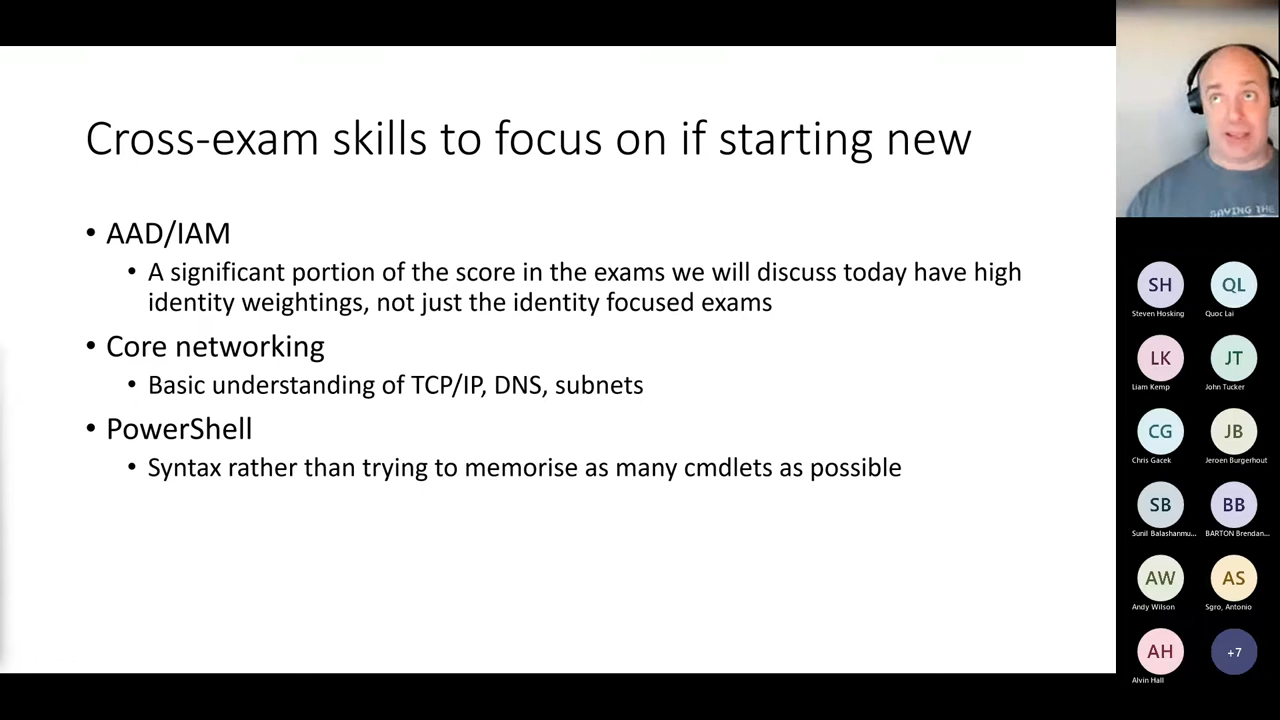 Cross-exam skills to focus on if starting new
• AAD/IAM
• A significant portion of the score in the exams we will discuss today have high
identity weightings, not just the identity focused exams
• Core networking
• Basic understanding of TCP/IP, DNS, subnets
• PowerShell
• Syntax rather than trying to memorise as many cmdlets as possible
SAVING THE
SH
Steven Hosking
QL
Quoc Lai
LK
Liam Kemp
JT
John Tucker
CG
Chris Gacek
JB
Jeroen Burgerhout
SB
Sunil Balashanmu...
BB
BARTON Brendan...
AW
Andy Wilson
AS
Sgro, Antonio
AH
Alvin Hall
+7